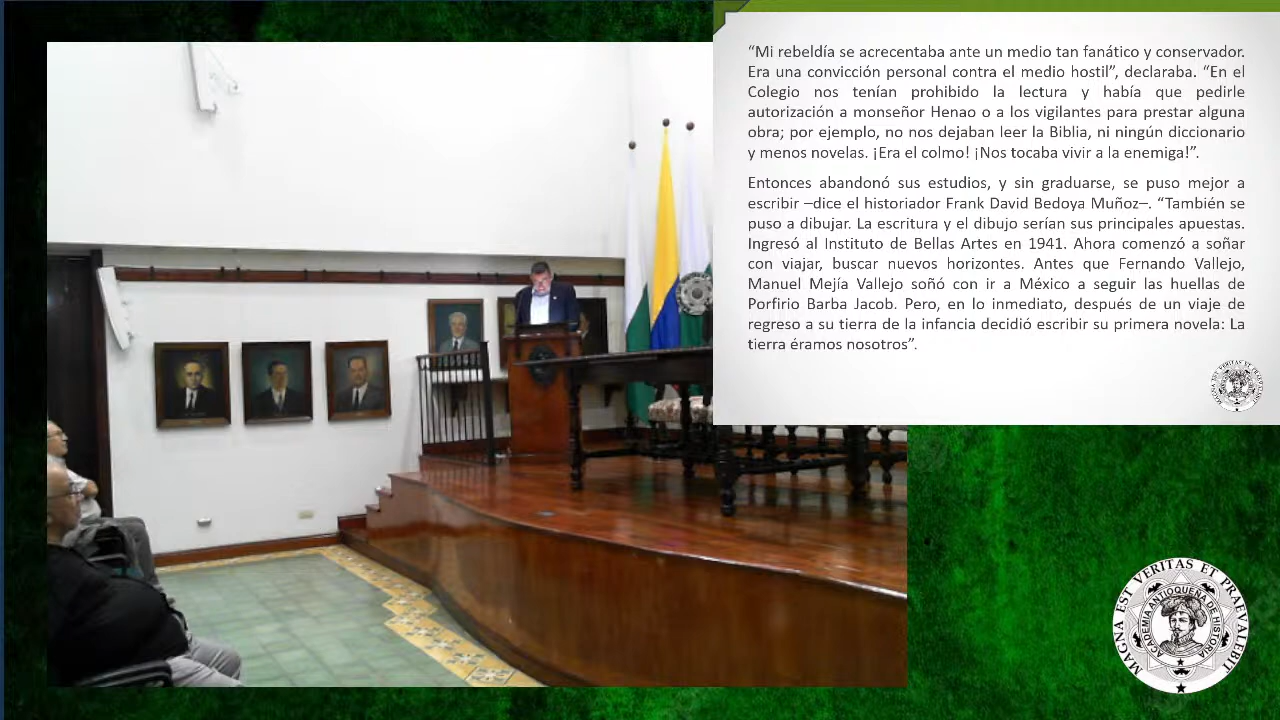 “Mi rebeldía se acrecentaba ante un medio tan fanático y conservador.
Era una convicción personal contra el medio hostil”, declaraba. “En el
Colegio nos tenían prohibido la lectura y había que pedirle
autorización a monseñor Henao o a los vigilantes para prestar alguna
obra; por ejemplo, no nos dejaban leer la Biblia, ni ningún diccionario
y menos novelas. ¡Era el colmo! ¡Nos tocaba vivir a la enemiga!”.
Entonces abandonó sus estudios, y sin graduarse, se puso mejor a
escribir –dice el historiador Frank David Bedoya Muñoz–. “También se
puso a dibujar. La escritura y el dibujo serían sus principales apuestas.
Ingresó al Instituto de Bellas Artes en 1941. Ahora comenzó a soñar
con viajar, buscar nuevos horizontes. Antes que Fernando Vallejo,
Manuel Mejía Vallejo soñó con ir a México a seguir las huellas de
Porfirio Barba Jacob. Pero, en lo inmediato, después de un viaje de
regreso a su tierra de la infancia decidió escribir su primera novela: La
tierra éramos nosotros”.
MAGNA EST VERITAS ET PRAEVALEBIT
ACADEMIA ANTIOQUEÑA DE HISTORIA